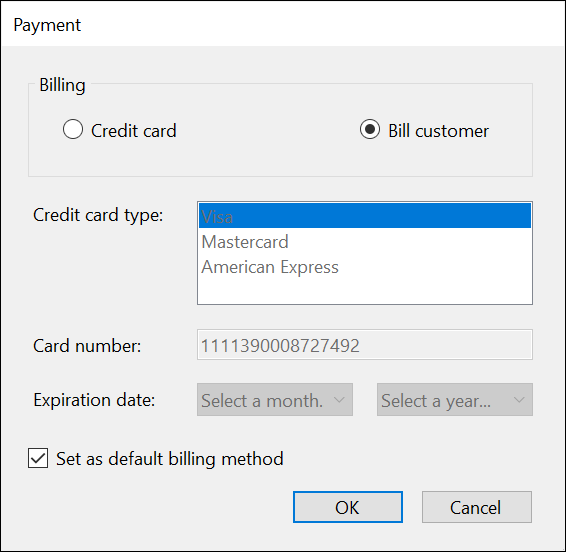 Payment
Billing
Credit card Bill customer
Credit card type: Visa
Mastercard
American Express
Card number: 1111390008727492
Expiration date: Select a month. Select a year...
Set as default billing method
OK Cancel